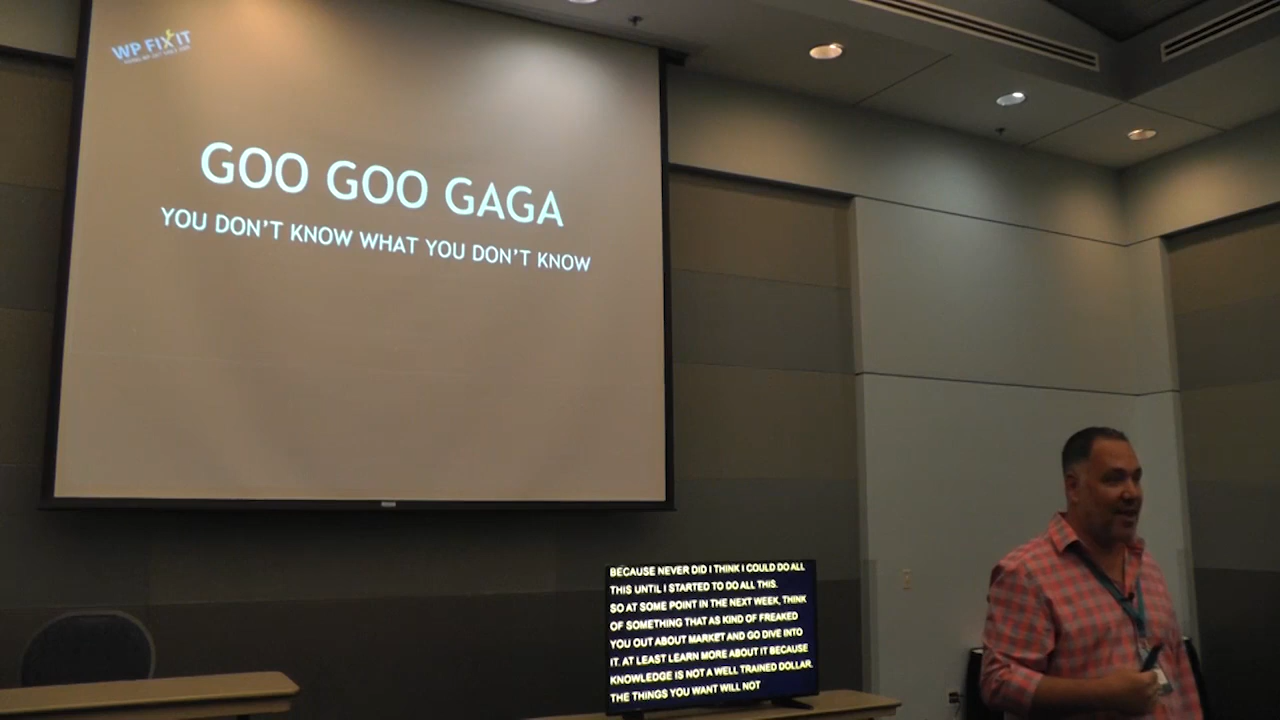 WP FIX IT
GOO GOO GAGA
YOU DON'T KNOW WHAT YOU DON'T KNOW
BECAUSE NEVER DID I THINK I COULD DO ALL
THIS UNTIL I STARTED TO DO ALL THIS.
SO AT SOME POINT IN THE NEXT WEEK, THINK
OF SOMETHING THAT AS KIND OF FREAKED
YOU OUT ABOUT MARKET AND GO DIVE INTO
IT. AT LEAST LEARN MORE ABOUT IT BECAUSE
KNOWLEDGE IS NOT A WELL TRAINED DOLLAR.
THE THINGS YOU WANT WILL NOT